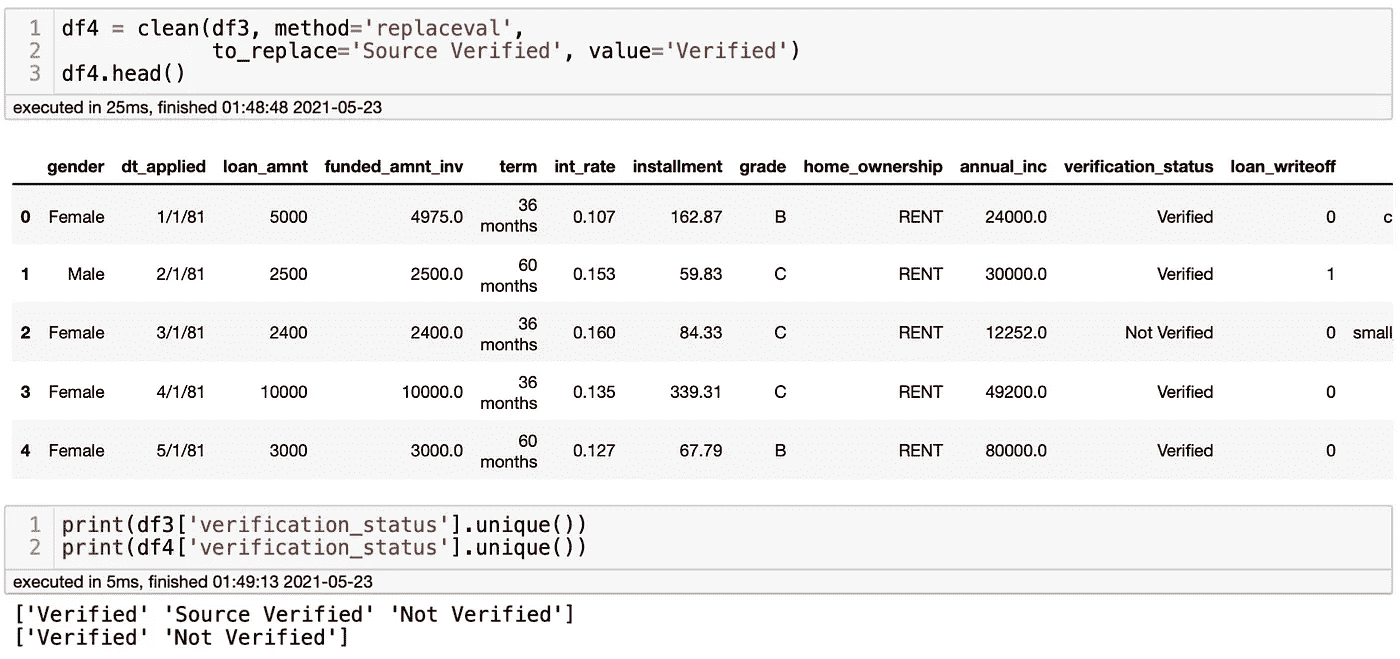 1 df4 = clean(df3, method='replaceval',
2 to_replace='Source Verified', value='Verified')
3 df4.head()
executed in 25ms, finished 01:48:48 2021-05-23
gender dt_applied loan_amnt funded_amnt_inv term int_rate installment grade home_ownership annual_inc verification_status loan_writeoff
0 Female 1/1/81 5000 4975.0 36 months 0.107 162.87 B RENT 24000.0 Verified 0 c
1 Male 2/1/81 2500 2500.0 60 months 0.153 59.83 C RENT 30000.0 Verified 1
2 Female 3/1/81 2400 2400.0 36 months 0.160 84.33 C RENT 12252.0 Not Verified 0 small
3 Female 4/1/81 10000 10000.0 36 months 0.135 339.31 C RENT 49200.0 Verified 0
4 Female 5/1/81 3000 3000.0 60 months 0.127 67.79 B RENT 80000.0 Verified 0
1 print(df3['verification_status'].unique())
2 print(df4['verification_status'].unique())
executed in 5ms, finished 01:49:13 2021-05-23
['Verified' 'Source Verified' 'Not Verified']
['Verified' 'Not Verified']